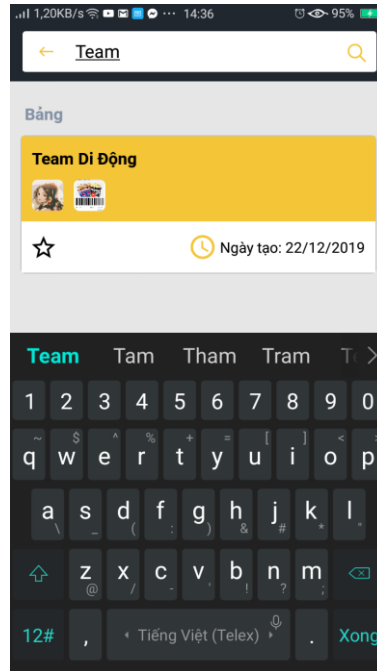 1,20KB/s ··· 14:36 95%
Team
Bảng
Team Di Động
Ngày tạo: 22/12/2019
Team Tam Tham Tram
1 2 3 4 5 6 7 8 9 0
~ $ ^ % + = [ ] < >
q w e r t y u i o p
a s d f g h j k l
\ _ ( : ) & # * '
z x c v b n m
@ / - ! ? ;
12# , Tiếng Việt (Telex) . Xong